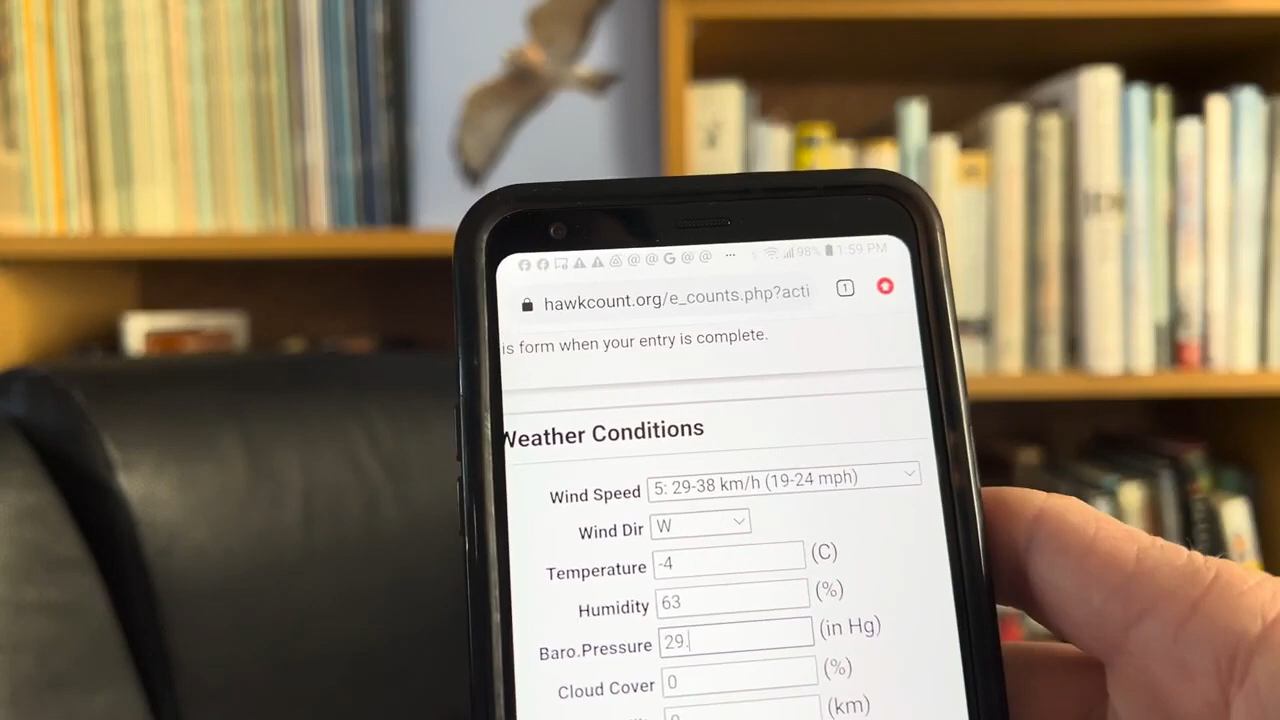 98% 1:59 PM
hawkcount.org/e_counts.php?acti 1
is form when your entry is complete.
Weather Conditions
Wind Speed 5: 29-38 km/h (19-24 mph)
Wind Dir W
Temperature -4 (C)
Humidity 63 (%)
Baro.Pressure 29. (in Hg)
Cloud Cover 0 (%)
(km)